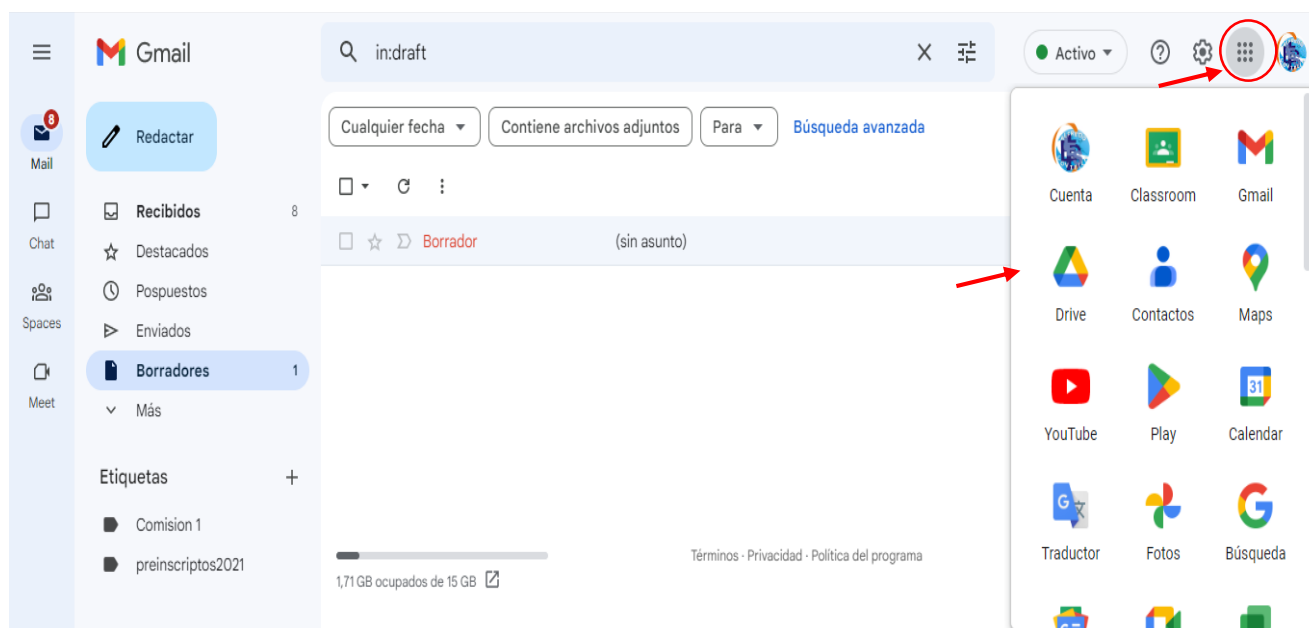 Gmail
in:draft
Activo
8
Mail
Chat
Spaces
Meet
Redactar
Recibidos 8
Destacados
Pospuestos
Enviados
Borradores 1
Más
Etiquetas
Comision 1
preinscriptos2021
Cualquier fecha Contiene archivos adjuntos Para Búsqueda avanzada
Borrador (sin asunto)
1,71 GB ocupados de 15 GB
Términos · Privacidad · Política del programa
Cuenta Classroom Gmail
Drive Contactos Maps
31
YouTube Play Calendar
G 文
Traductor Fotos Búsqueda